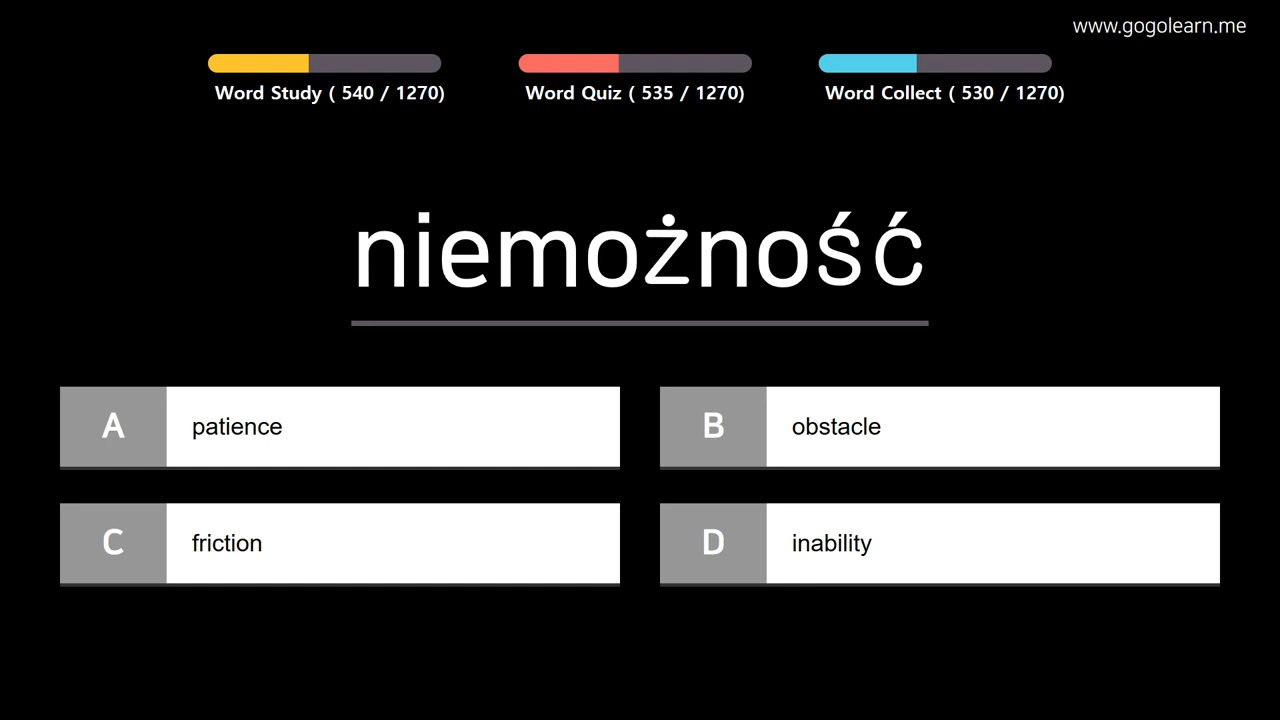 www.gogolearn.me
Word Study ( 540 / 1270)
Word Quiz ( 535 / 1270)
Word Collect ( 530 / 1270)
niemożność
A patience
B obstacle
C friction
D inability